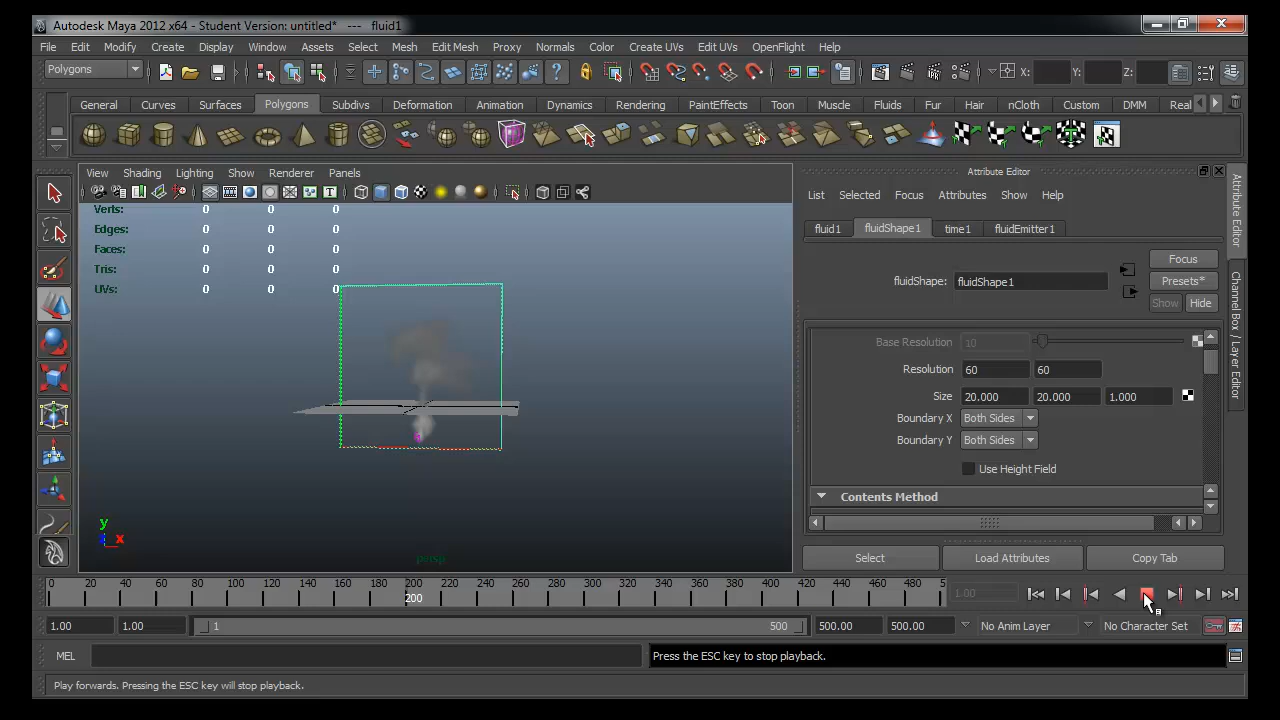 Autodesk Maya 2012 x64 - Student Version: untitled* --- fluid1
File Edit Modify Create Display Window Assets Select Mesh Edit Mesh Proxy Normals Color Create UVs Edit UVs OpenFlight Help
Polygons X: Y: Z:
General Curves Surfaces Polygons Subdivs Deformation Animation Dynamics Rendering PaintEffects Toon Muscle Fluids Fur Hair nCloth Custom DMM Real
View Shading Lighting Show Renderer Panels
Verts: 0 0 0
Edges: 0 0 0
Faces: 0 0 0
Tris: 0 0 0
UVs: 0 0 0
y
x
persp
Attribute Editor
List Selected Focus Attributes Show Help
fluid1 fluidShape1 time1 fluidEmitter1
Focus
fluidShape: fluidShape1 Presets*
Show Hide
Base Resolution 10
Resolution 60 60
Size 20.000 20.000 1.000
Boundary X Both Sides
Boundary Y Both Sides
Use Height Field
Contents Method
Select Load Attributes Copy Tab
Attribute Editor
Channel Box / Layer Editor
0 20 40 60 80 100 120 140 160 180 200 220 240 260 280 300 320 340 360 380 400 420 440 460 480 5
200
1.00
1.00 1.00 1 500 500.00 500.00 No Anim Layer No Character Set
MEL Press the ESC key to stop playback.
Play forwards. Pressing the ESC key will stop playback.